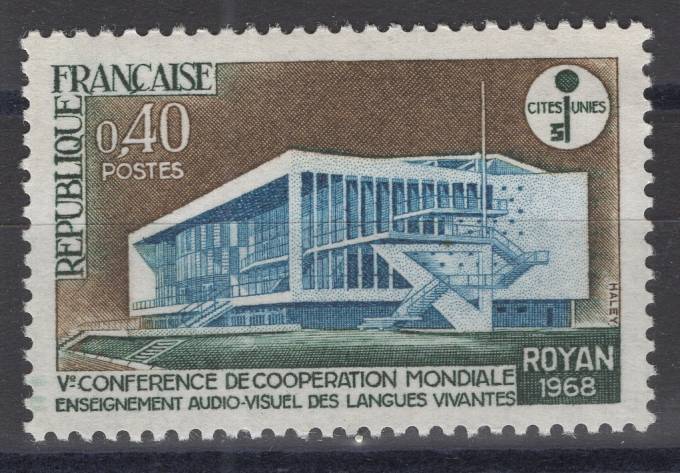 REPUBLIQUE FRANÇAISE
0,40
POSTES
CITES UNIES
HALEY
Ve CONFERENCE DE COOPERATION MONDIALE
ENSEIGNEMENT AUDIO-VISUEL DES LANGUES VIVANTES
ROYAN
1968